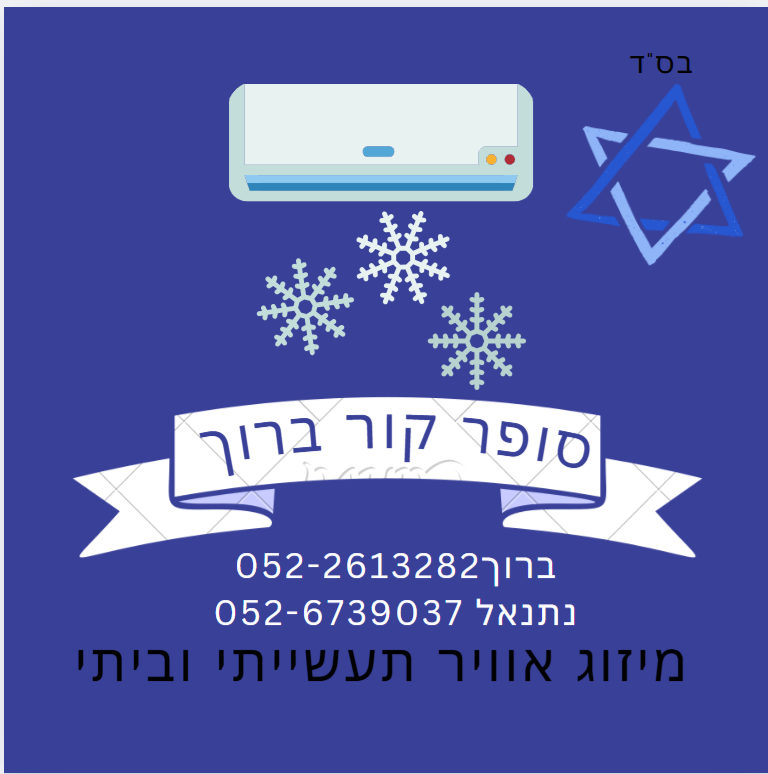 בס"ד
סופר קור ברוך
ברוך052-2613282
נתנאל 052-6739037
מיזוג אוויר תעשייתי וביתי